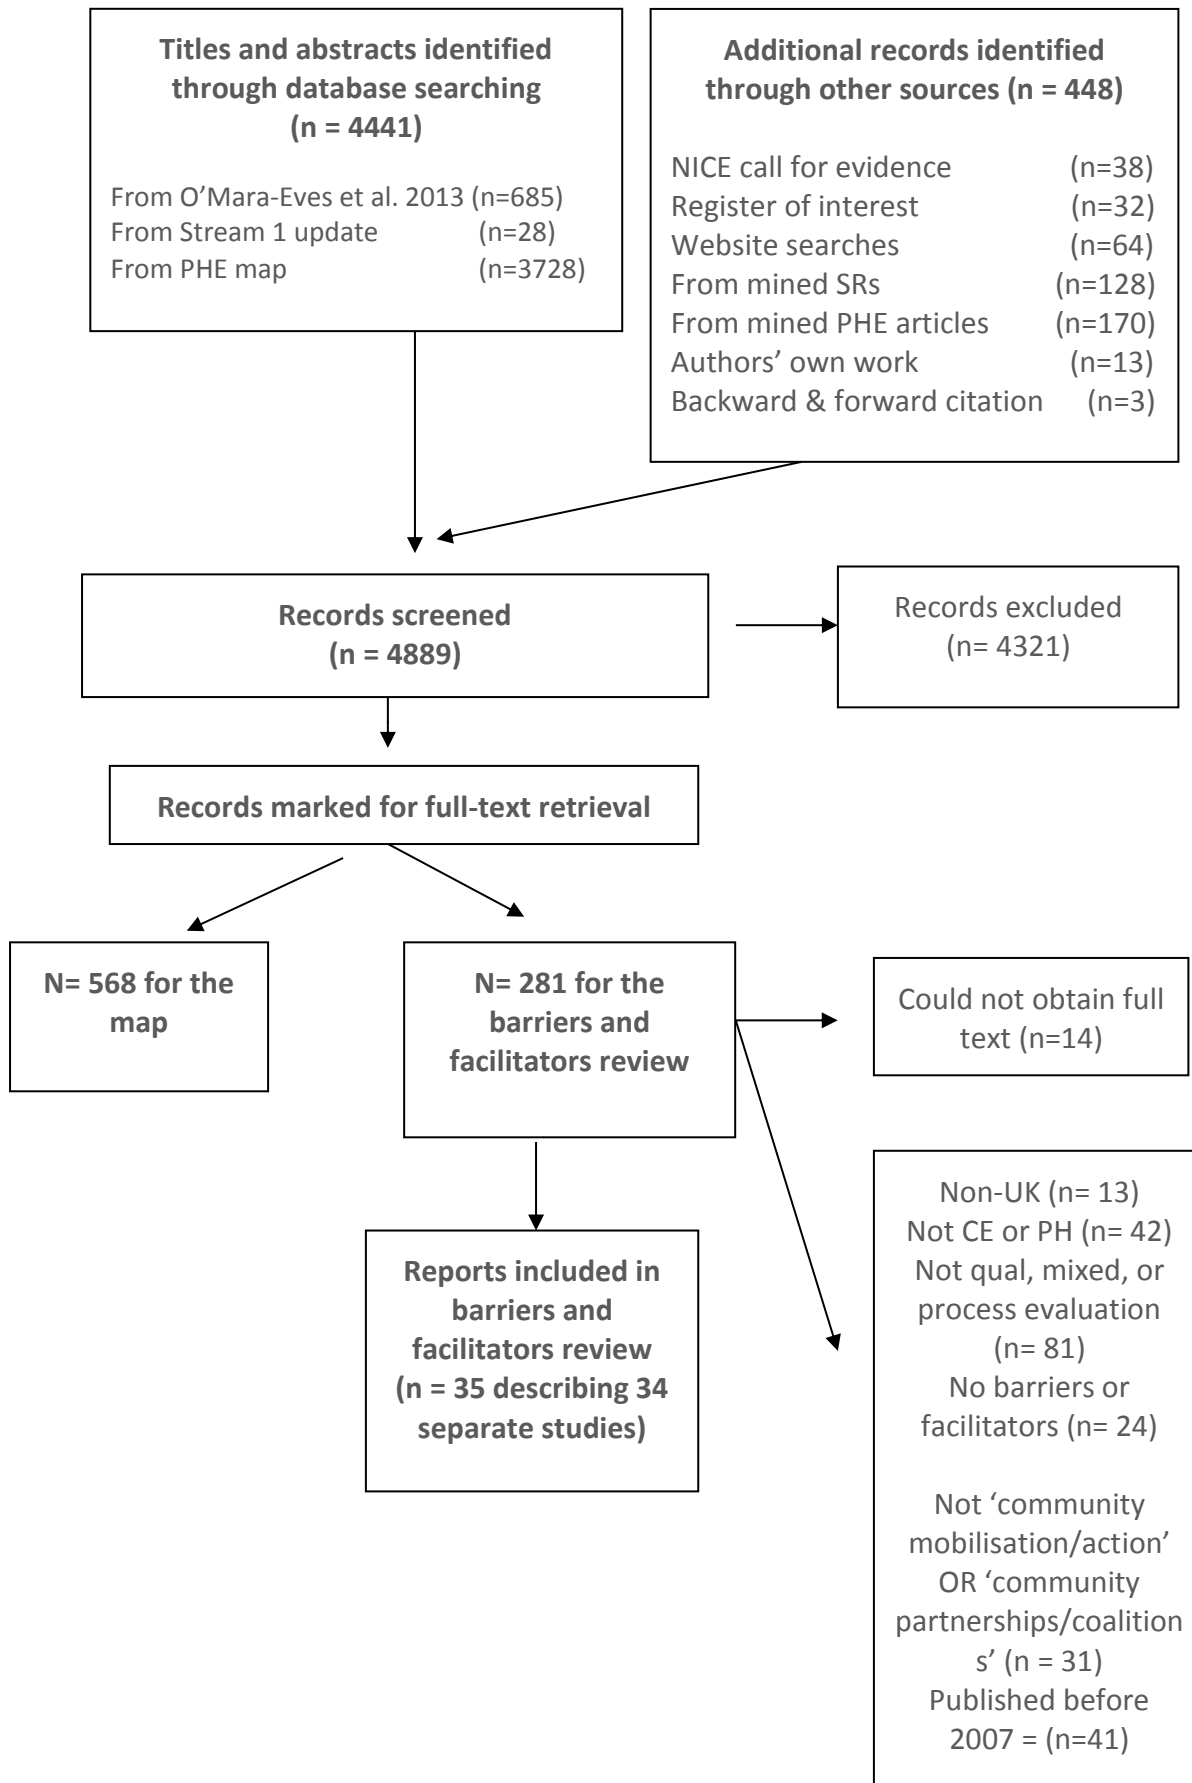 Titles and abstracts identified
through database searching
(n = 4441)
From O’Mara-Eves et al. 2013 (n=685)
From Stream 1 update (n=28)
From PHE map (n=3728)
Additional records identified
through other sources (n = 448)
NICE call for evidence (n=38)
Register of interest (n=32)
Website searches (n=64)
From mined SRs (n=128)
From mined PHE articles (n=170)
Authors’ own work (n=13)
Backward & forward citation (n=3)
Records screened
(n = 4889)
Records excluded
(n= 4321)
Records marked for full-text retrieval
N= 568 for the
map
N= 281 for the
barriers and
facilitators review
Could not obtain full
text (n=14)
Reports included in
barriers and
facilitators review
(n = 35 describing 34
separate studies)
Non-UK (n= 13)
Not CE or PH (n= 42)
Not qual, mixed, or
process evaluation
(n= 81)
No barriers or
facilitators (n= 24)
Not ‘community
mobilisation/action’
OR ‘community
partnerships/coalition
s’ (n = 31)
Published before
2007 = (n=41)